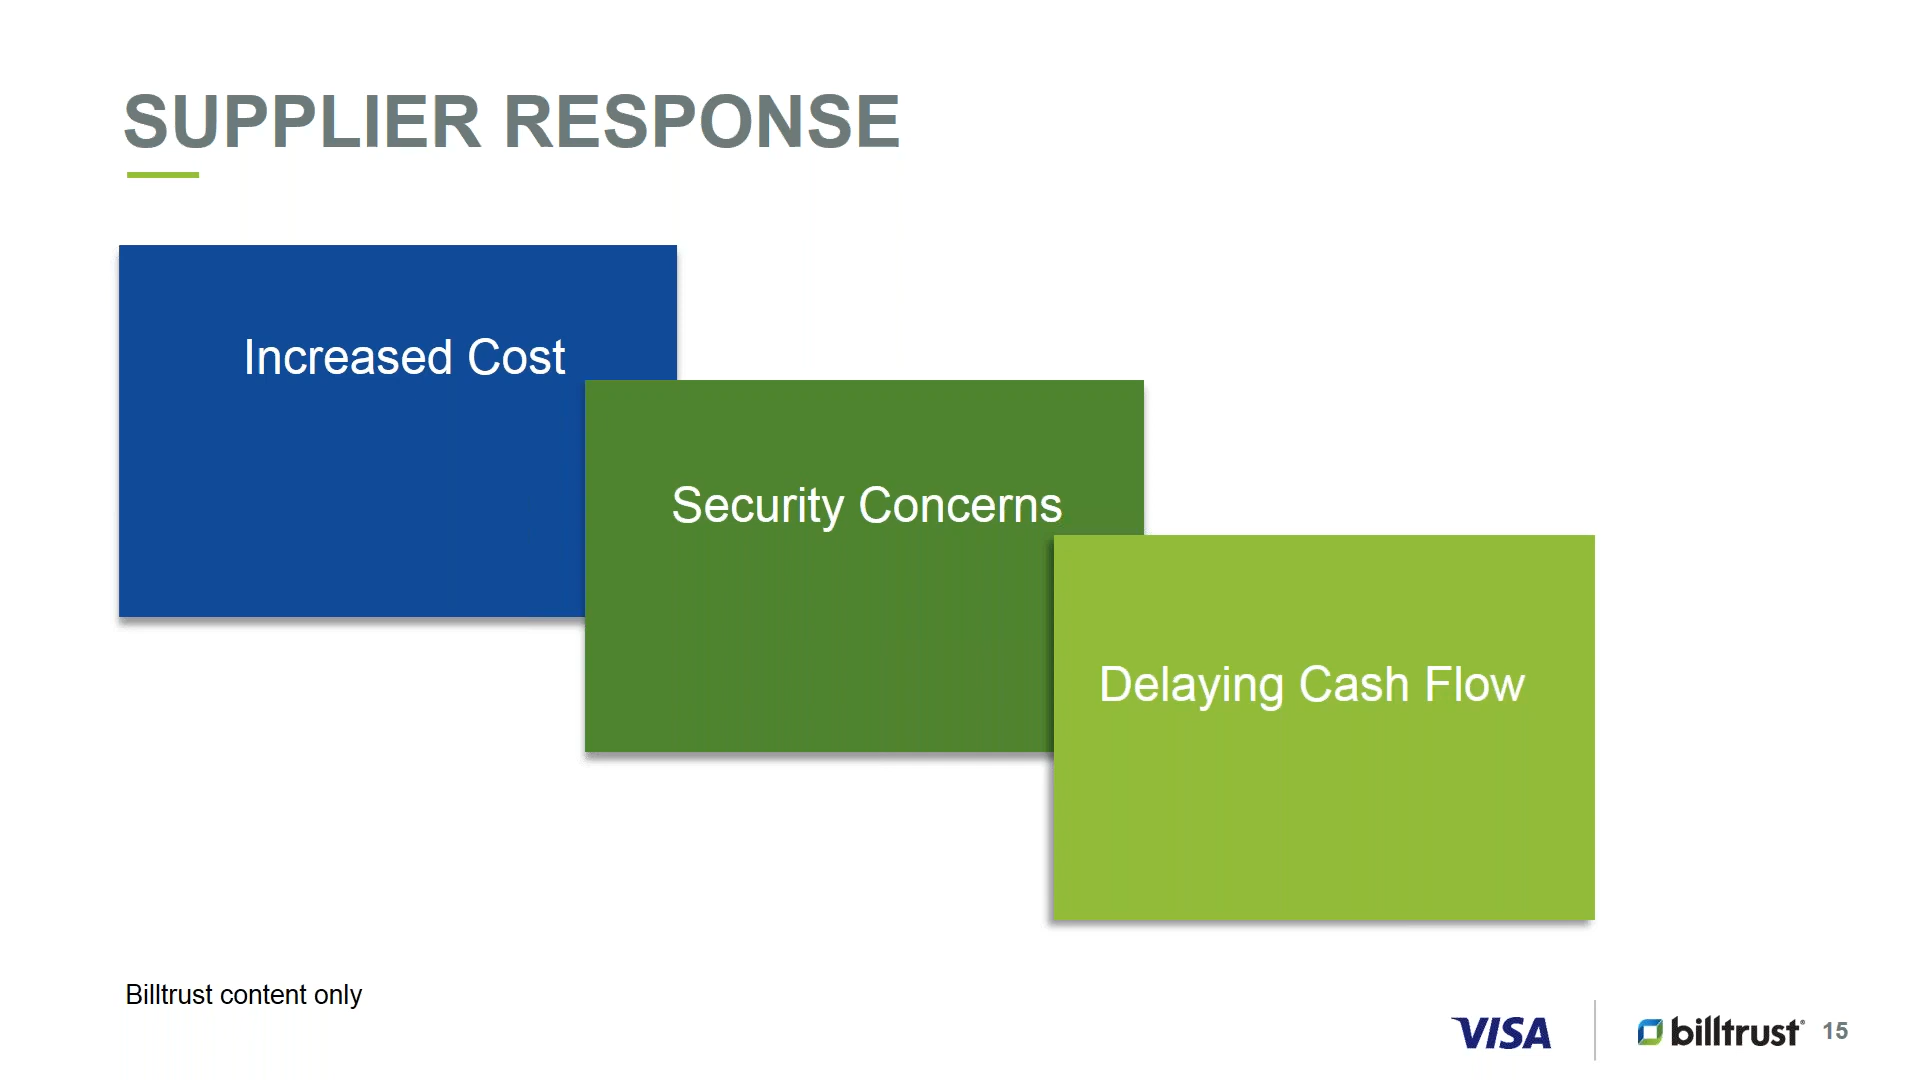 SUPPLIER RESPONSE
Increased Cost
Security Concerns
Delaying Cash Flow
Billtrust content only
VISA
billtrust®
15